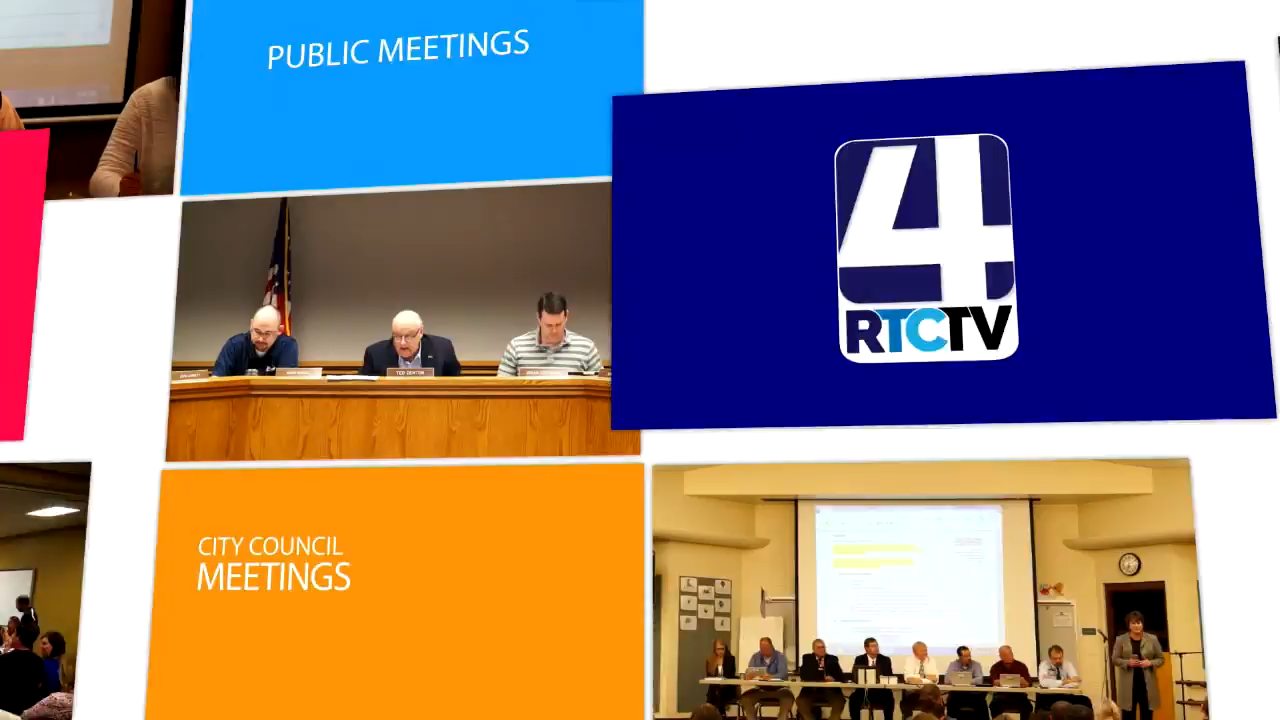 PUBLIC MEETINGS
4
RTCTV
TED DENTON
CITY COUNCIL
MEETINGS